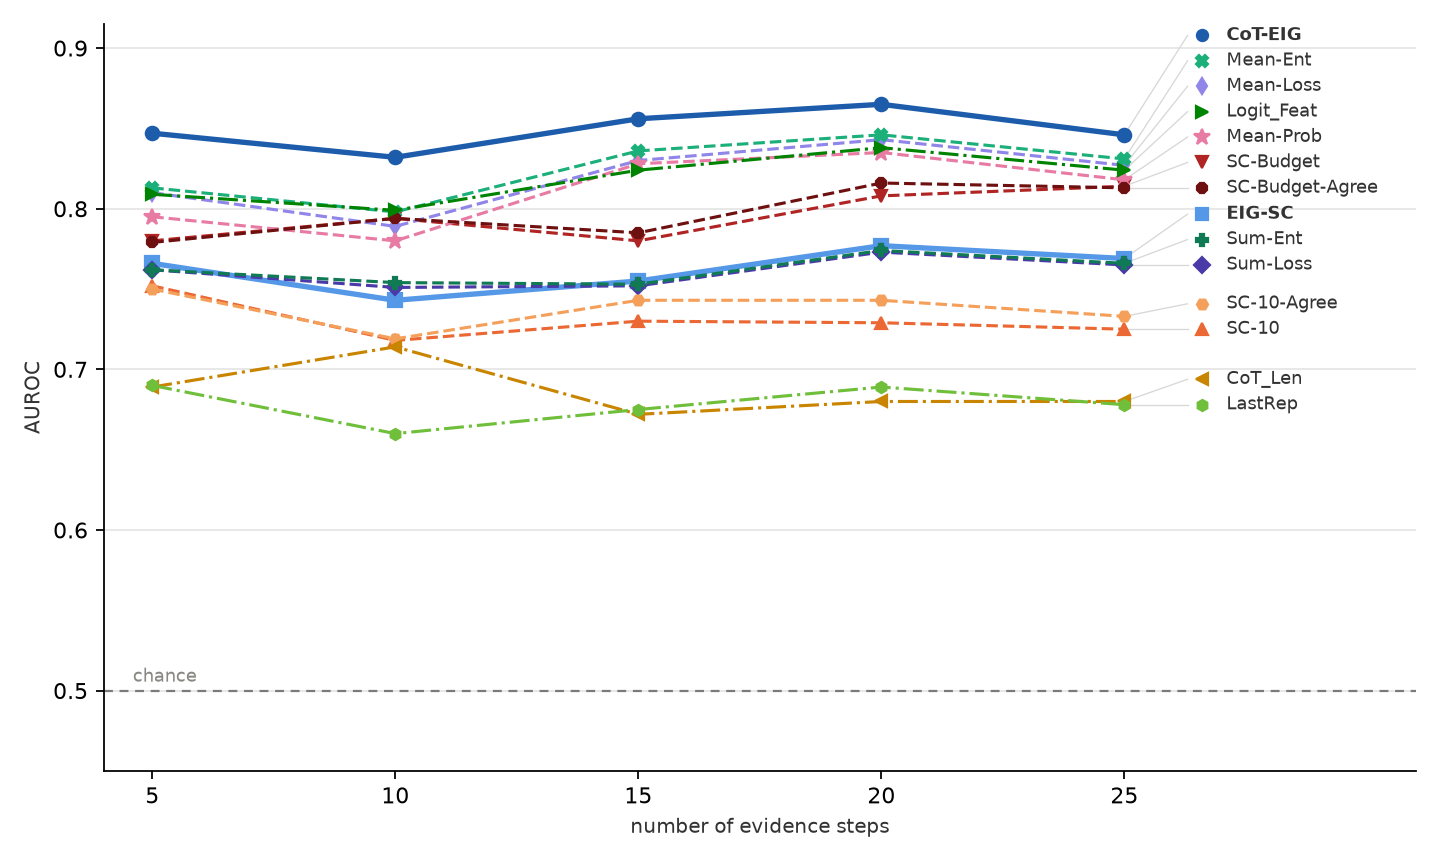 0.9
0.8
0.7
0.6
0.5
AUROC
chance
5
10
15
20
25
number of evidence steps
CoT-EIG
Mean-Ent
Mean-Loss
Logit_Feat
Mean-Prob
SC-Budget
SC-Budget-Agree
EIG-SC
Sum-Ent
Sum-Loss
SC-10-Agree
SC-10
CoT_Len
LastRep